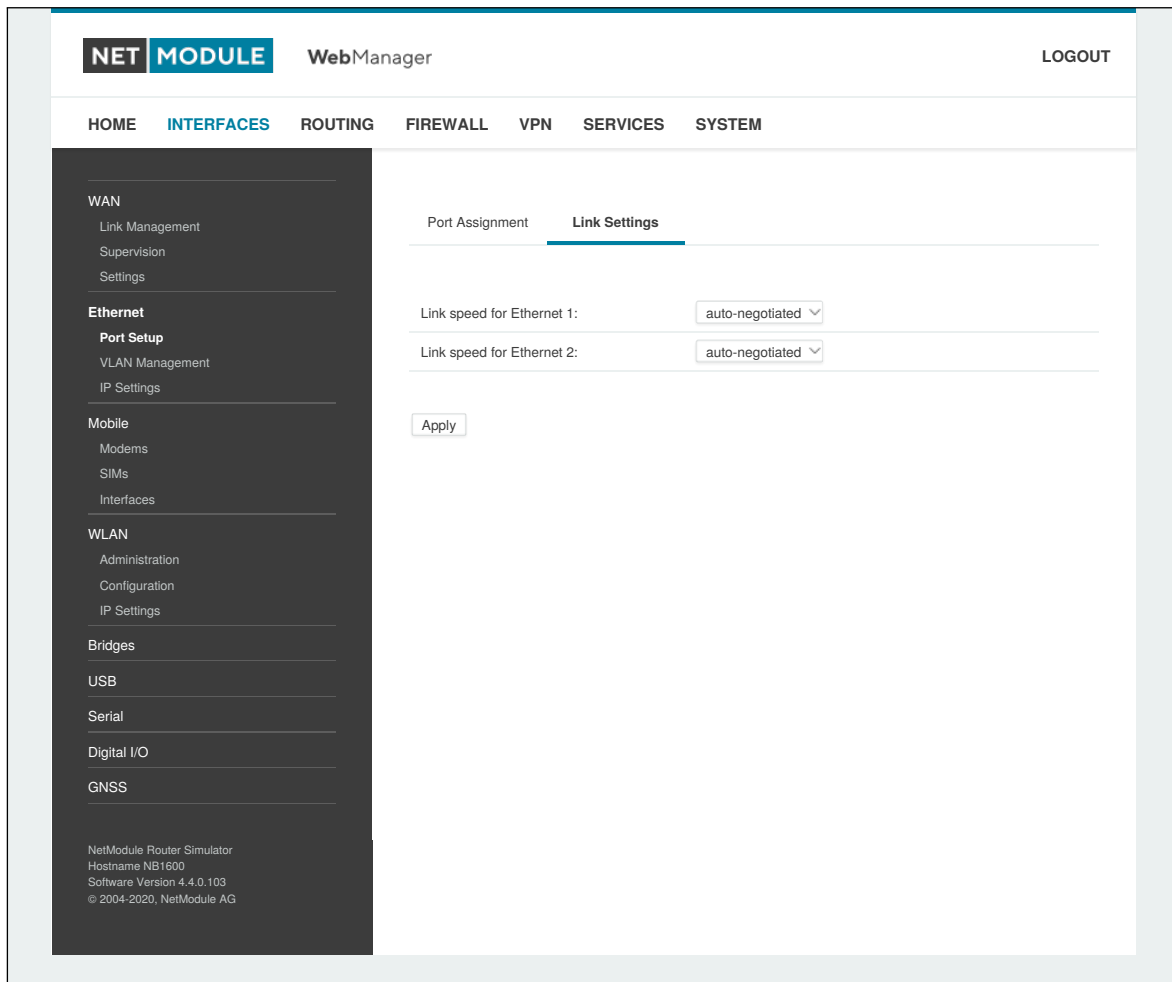 NET MODULE WebManager LOGOUT
HOME INTERFACES ROUTING FIREWALL VPN SERVICES SYSTEM
WAN
Link Management
Supervision
Settings
Ethernet
Port Setup
VLAN Management
IP Settings
Mobile
Modems
SIMs
Interfaces
WLAN
Administration
Configuration
IP Settings
Bridges
USB
Serial
Digital I/O
GNSS
NetModule Router Simulator
Hostname NB1600
Software Version 4.4.0.103
© 2004-2020, NetModule AG
Port Assignment Link Settings
Link speed for Ethernet 1: auto-negotiated
Link speed for Ethernet 2: auto-negotiated
Apply